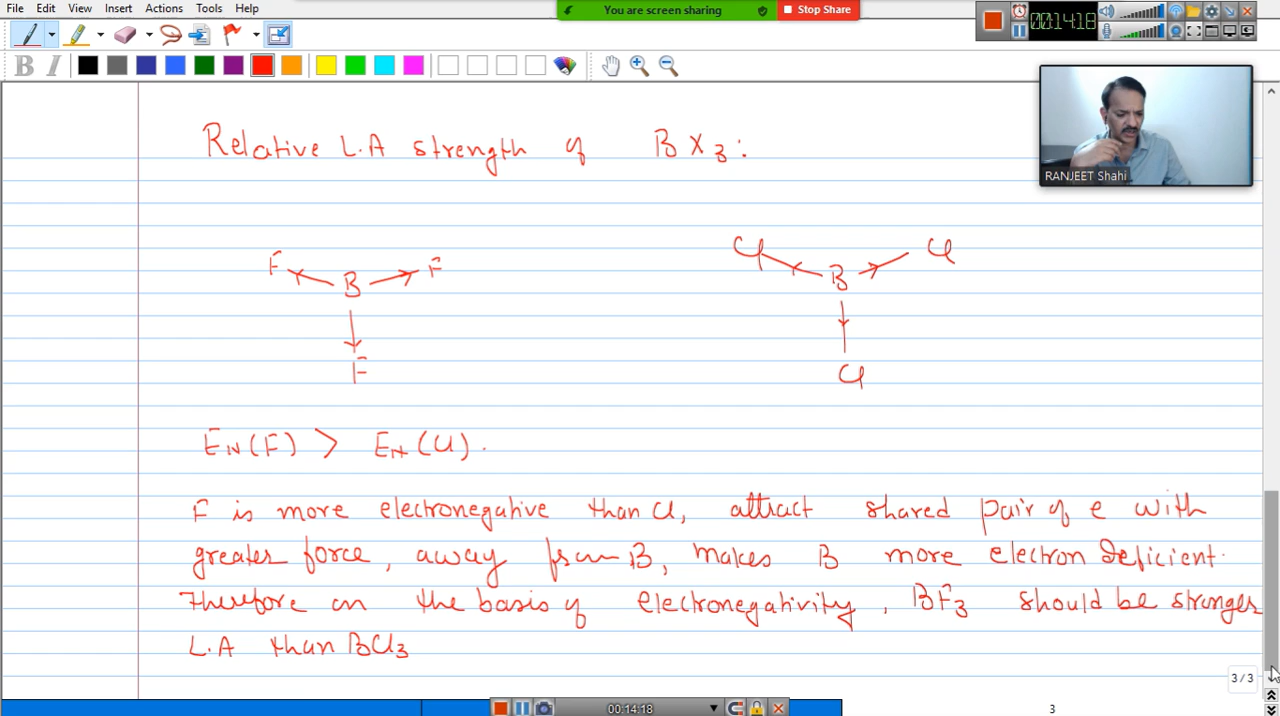 File Edit View Insert Actions Tools Help
You are screen sharing Stop Share
00:14:18
B I
RANJEET Shahi
Relative L.A strength of BX3:
F B F
F
Cl B Cl
Cl
EN(F) > EN(Cl).
F is more electronegative than Cl, attract shared pair of e with
greater force, away from B, makes B more electron deficient.
Therefore on the basis of electronegativity, BF3 should be stronger
L.A than BCl3
3 / 3
00:14:18
3